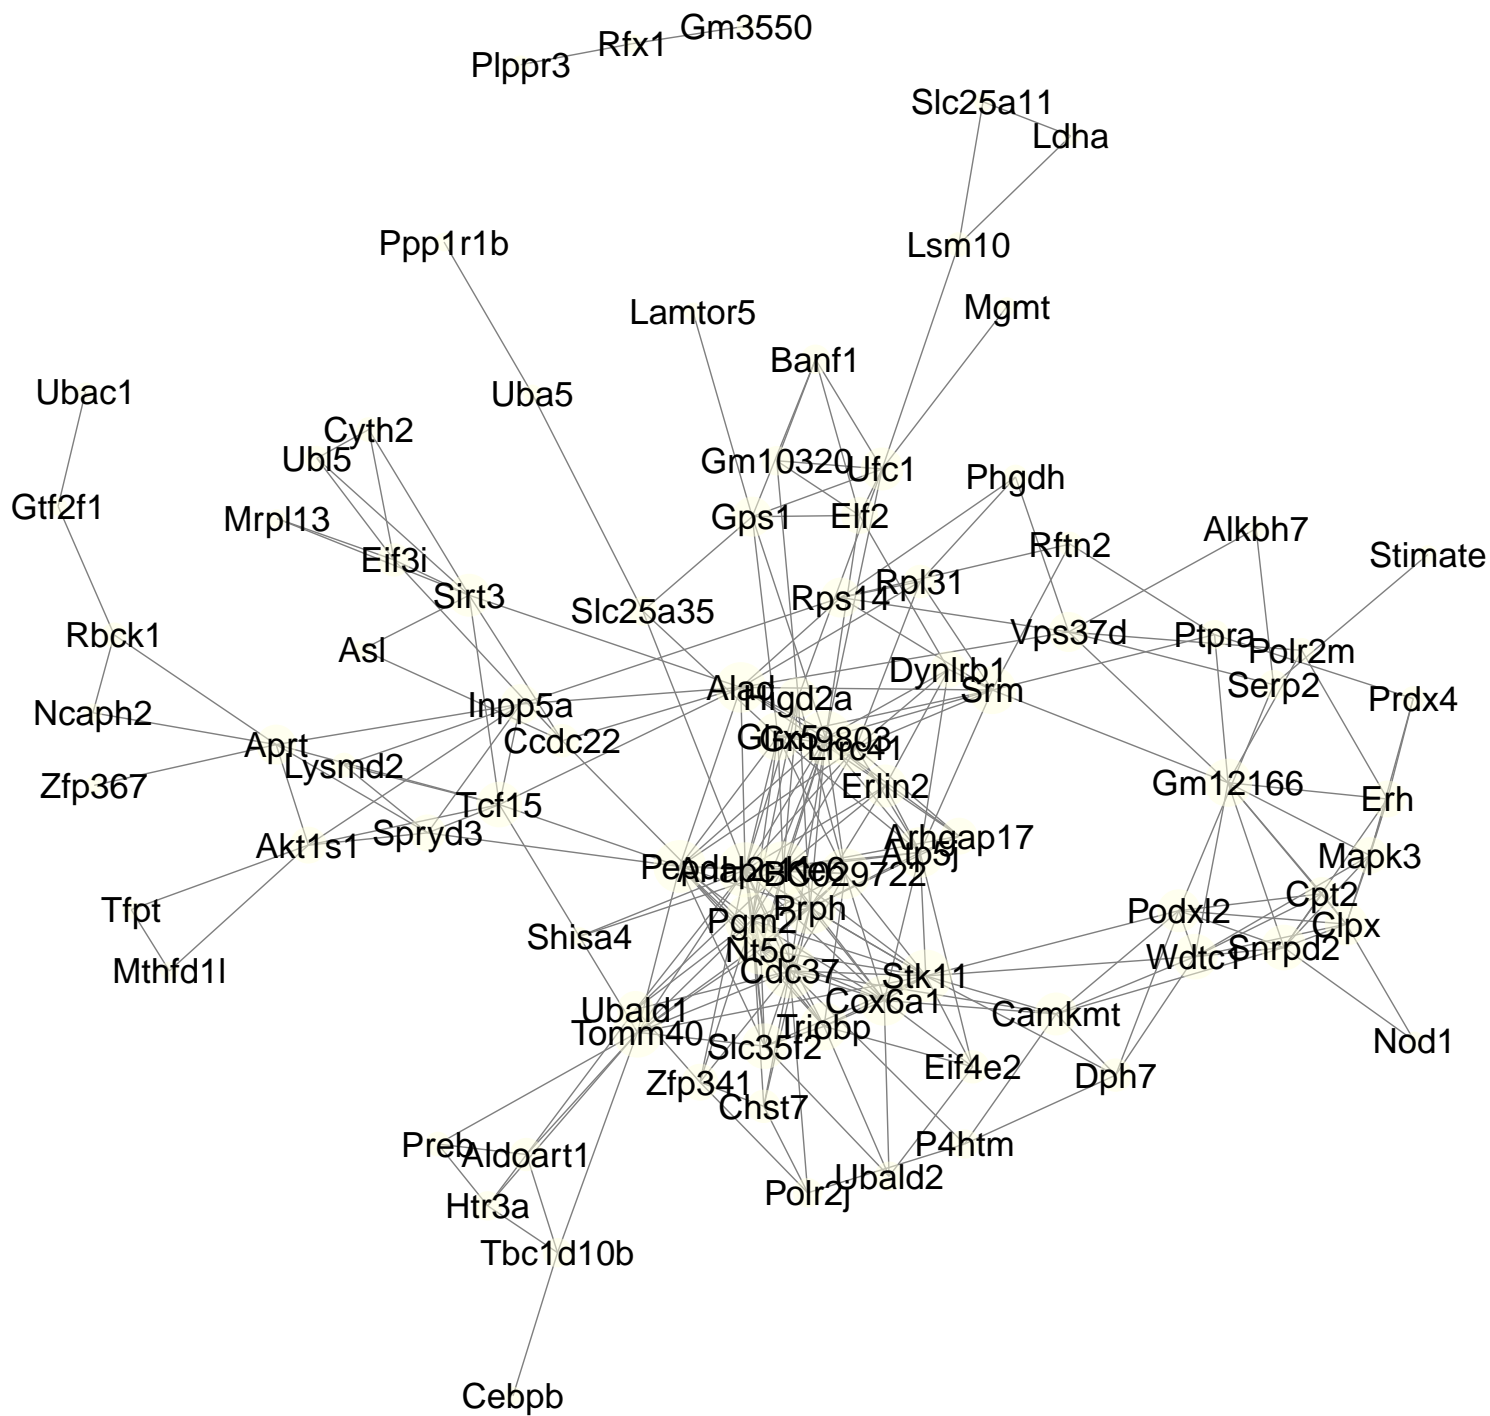 Gm3550
Rfx1
Plppr3
Slc25a11
Ldha
Ppp1r1b
Lsm10
Mgmt
Lamtor5
Banf1
Ubac1
Uba5
Cyth2
Ubl5
Gm10320
Ufc1
Phgdh
Gtf2f1
Mrpl13
Gps1
Elf2
Alkbh7
Rftn2
Stimate
Eif3i
Sirt3
Rpl31
Rps14
Slc25a35
Rbck1
Vps37d
Ptpra
Asl
Polr2m
Dynlrb1
Serp2
Alad
Srm
Higd2a
Prdx4
Inpp5a
Ncaph2
Ccdc22
Aprt
Lrrc41
Lysmd2
Gm12166
Zfp367
Erlin2
Erh
Tcf15
Spryd3
Akt1s1
Arhgap17
Atp5j
Mapk3
BC029722
Cpt2
Tfpt
Prph
Podxl2
Pgm2
Clpx
Shisa4
Snrpd2
Nt5c
Wdtc1
Mthfd1l
Cdc37
Stk11
Cox6a1
Ubald1
Camkmt
Triobp
Tomm40
Nod1
Slc35f2
Eif4e2
Dph7
Zfp341
Chst7
Preb
P4htm
Aldoart1
Ubald2
Polr2j
Htr3a
Tbc1d10b
Cebpb